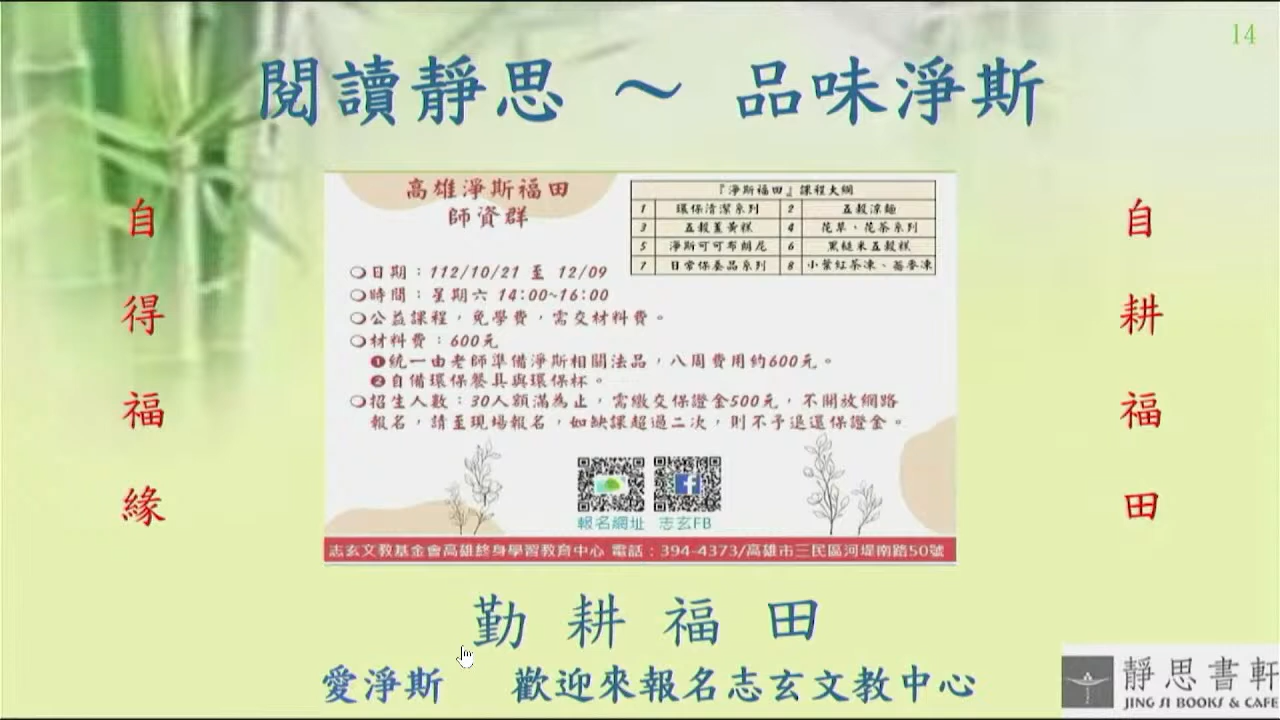 14
閱讀靜思 ～ 品味淨斯
自得福緣
高雄淨斯福田
師資群
『淨斯福田』課程大綱
1 環保清潔系列 2 五穀涼麵
3 五穀薑黃糕 4 花草、花茶系列
5 淨斯可可布朗尼 6 黑糙米五穀糕
7 日常保養品系列 8 小葉紅茶凍、蕎麥凍
❍日期：112/10/21 至 12/09
❍時間：星期六 14:00~16:00
❍公益課程，免學費，需交材料費。
❍材料費：600元
❶統一由老師準備淨斯相關法品，八周費用約600元。
❷自備環保餐具與環保杯。
❍招生人數：30人額滿為止，需繳交保證金500元，不開放網路
報名，請至現場報名，如缺課超過二次，則不予退還保證金。
報名網址 志玄FB
志玄文教基金會高雄終身學習教育中心 電話：394-4373/高雄市三民區河堤南路50號
自耕福田
勤耕福田
愛淨斯 歡迎來報名志玄文教中心
靜思書軒
JING SI BOOKS & CAFE